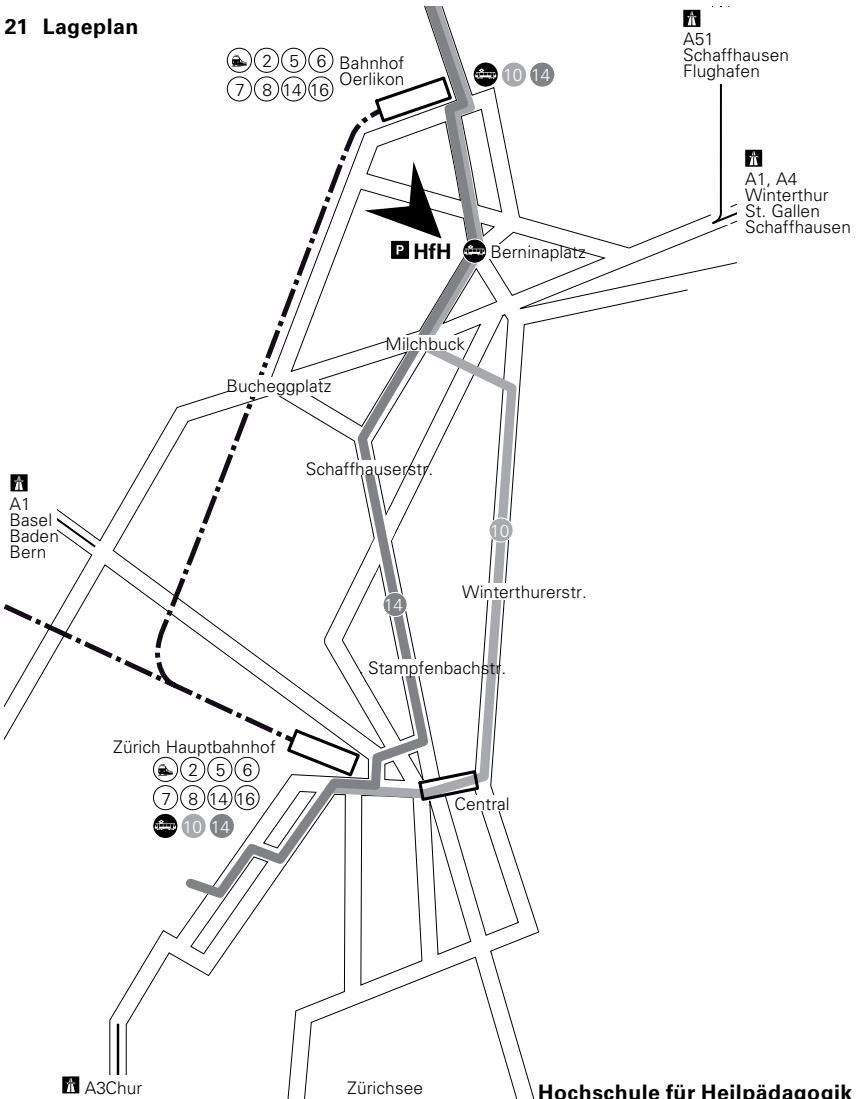 21 Lageplan
2 5 6
7 8 14 16
Bahnhof
Oerlikon
10 14
A51
Schaffhausen
Flughafen
A1, A4
Winterthur
St. Gallen
Schaffhausen
P HfH
Berninaplatz
Milchbuck
Bucheggplatz
Schaffhauserstr.
A1
Basel
Baden
Bern
10
Winterthurerstr.
14
Stampfenbachstr.
Zürich Hauptbahnhof
2 5 6
7 8 14 16
10 14
Central
A3Chur
Zürichsee
Hochschule für Heilpädagogik